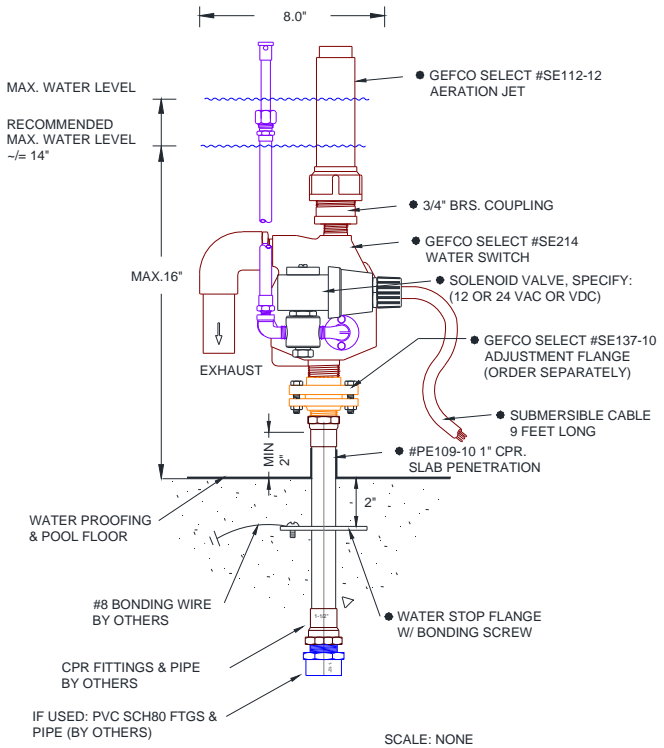 8.0"
GEFCO SELECT #SE112-12
AERATION JET
MAX. WATER LEVEL
RECOMMENDED
MAX. WATER LEVEL
~/= 14"
3/4" BRS. COUPLING
GEFCO SELECT #SE214
WATER SWITCH
MAX.16"
SOLENOID VALVE, SPECIFY:
(12 OR 24 VAC OR VDC)
GEFCO SELECT #SE137-10
ADJUSTMENT FLANGE
(ORDER SEPARATELY)
EXHAUST
SUBMERSIBLE CABLE
9 FEET LONG
MIN
2"
#PE109-10 1" CPR.
SLAB PENETRATION
2"
WATER PROOFING
& POOL FLOOR
#8 BONDING WIRE
BY OTHERS
WATER STOP FLANGE
W/ BONDING SCREW
1-1/2"
CPR FITTINGS & PIPE
BY OTHERS
IF USED: PVC SCH80 FTGS &
PIPE (BY OTHERS)
SCALE: NONE